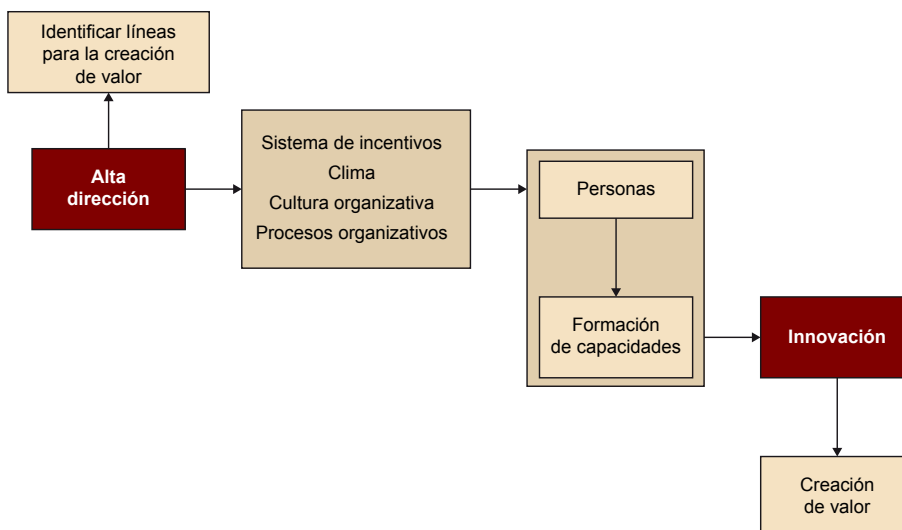 Identificar líneas
para la creación
de valor
Alta
dirección
Sistema de incentivos
Clima
Cultura organizativa
Procesos organizativos
Personas
Formación
de capacidades
Innovación
Creación
de valor